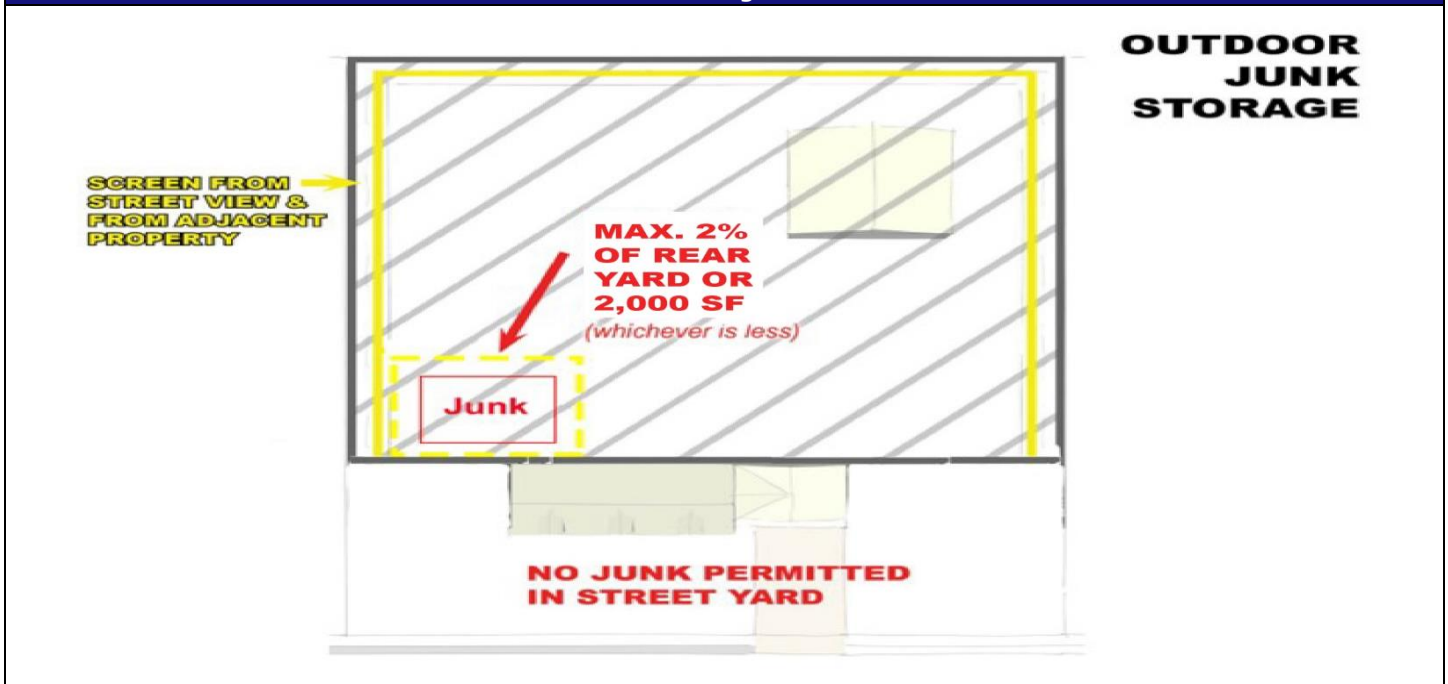 OUTDOOR
JUNK
STORAGE
SCREEN FROM
STREET VIEW &
FROM ADJACENT
PROPERTY
MAX. 2%
OF REAR
YARD OR
2,000 SF
(whichever is less)
Junk
NO JUNK PERMITTED
IN STREET YARD